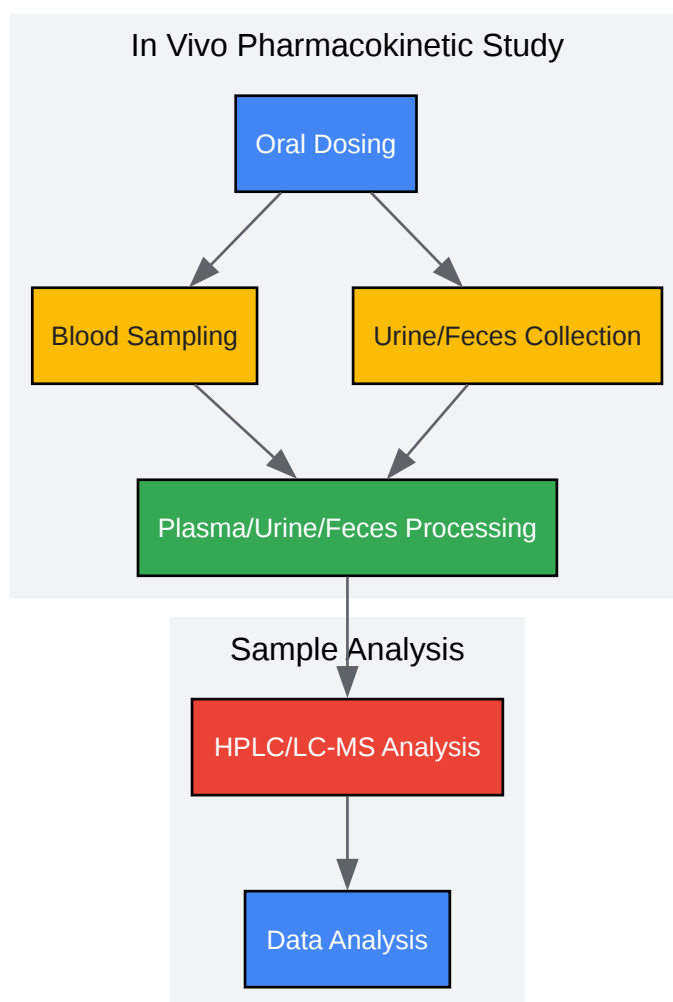 In Vivo Pharmacokinetic Study
Oral Dosing
Blood Sampling
Urine/Feces Collection
Plasma/Urine/Feces Processing
Sample Analysis
HPLC/LC-MS Analysis
Data Analysis